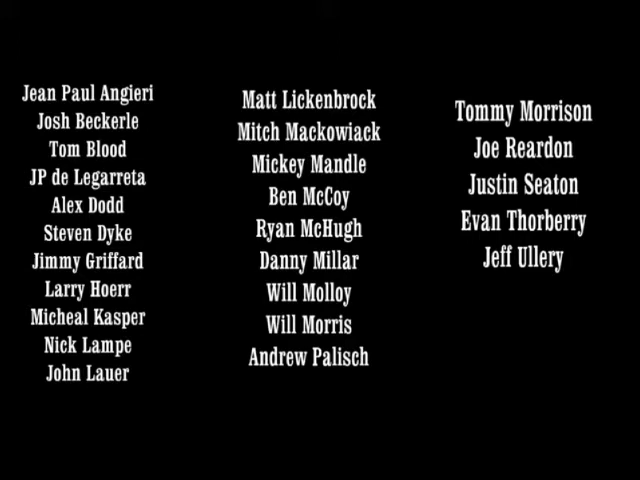 Jean Paul Angieri
Josh Beckerle
Tom Blood
JP de Legarreta
Alex Dodd
Steven Dyke
Jimmy Griffard
Larry Hoerr
Micheal Kasper
Nick Lampe
John Lauer
Matt Lickenbrock
Mitch Mackowiack
Mickey Mandle
Ben McCoy
Ryan McHugh
Danny Millar
Will Molloy
Will Morris
Andrew Palisch
Tommy Morrison
Joe Reardon
Justin Seaton
Evan Thorberry
Jeff Ullery